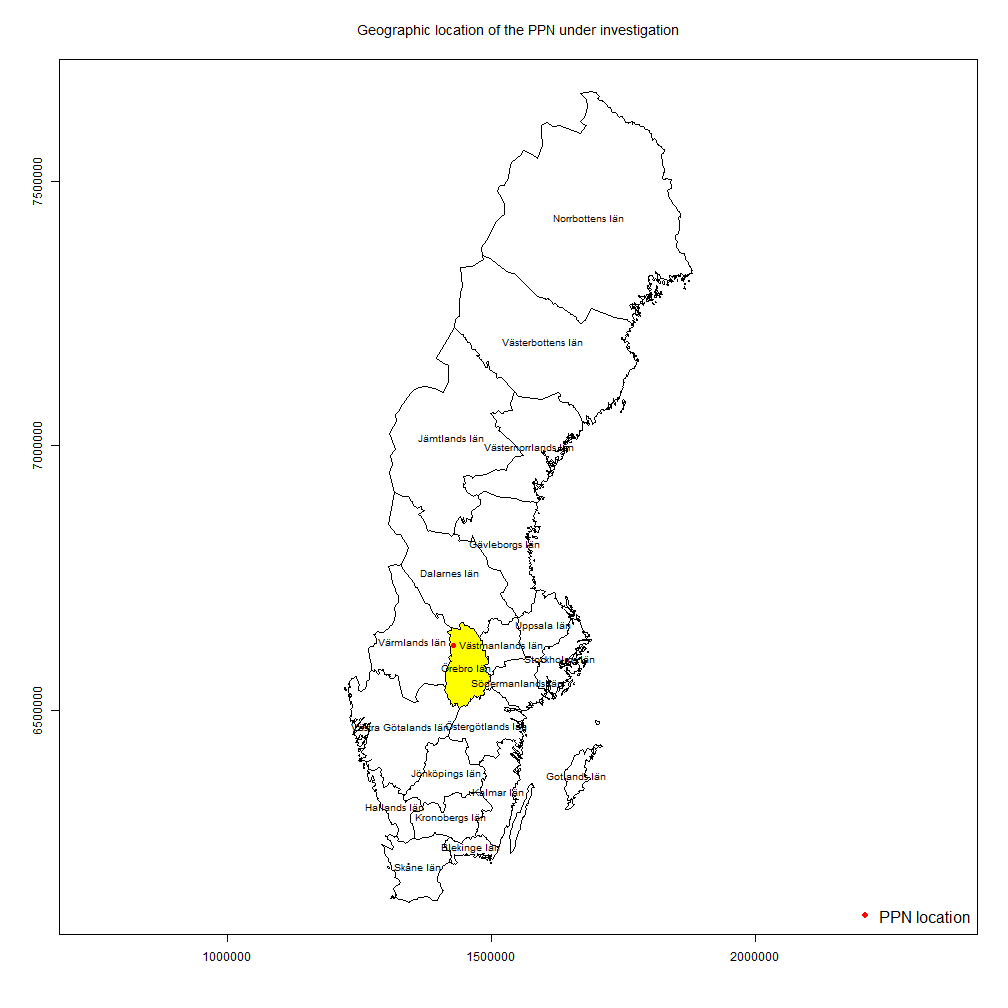 Geographic location of the PPN under investigation
7500000
Norrbottens län
Västerbottens län
7000000
Jämtlands län
Västernorrlands län
Gävleborgs län
Dalarnes län
Uppsala län
Värmlands län
Västmanlands län
Stockholms län
Örebro län
Södermanlands län
6500000
Västra Götalands län
Östergötlands län
Jönköpings län
Gotlands län
Kalmar län
Hallands län
Kronobergs län
Blekinge län
Skåne län
PPN location
1000000
1500000
2000000